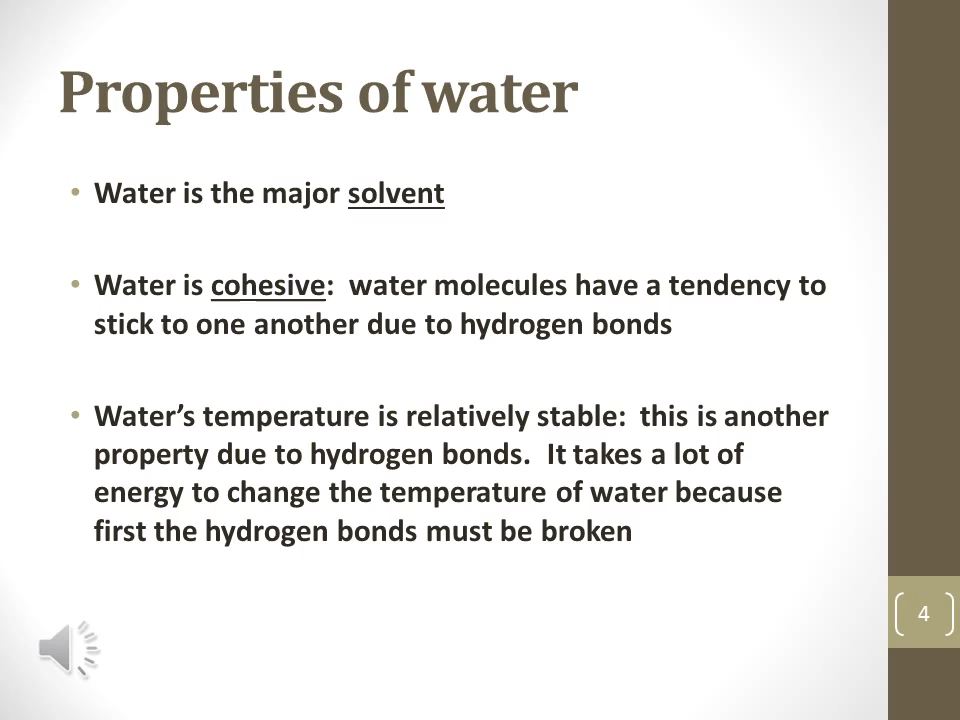 Properties of water
• Water is the major solvent
• Water is cohesive:  water molecules have a tendency to
stick to one another due to hydrogen bonds
• Water’s temperature is relatively stable:  this is another
property due to hydrogen bonds.  It takes a lot of
energy to change the temperature of water because
first the hydrogen bonds must be broken
4